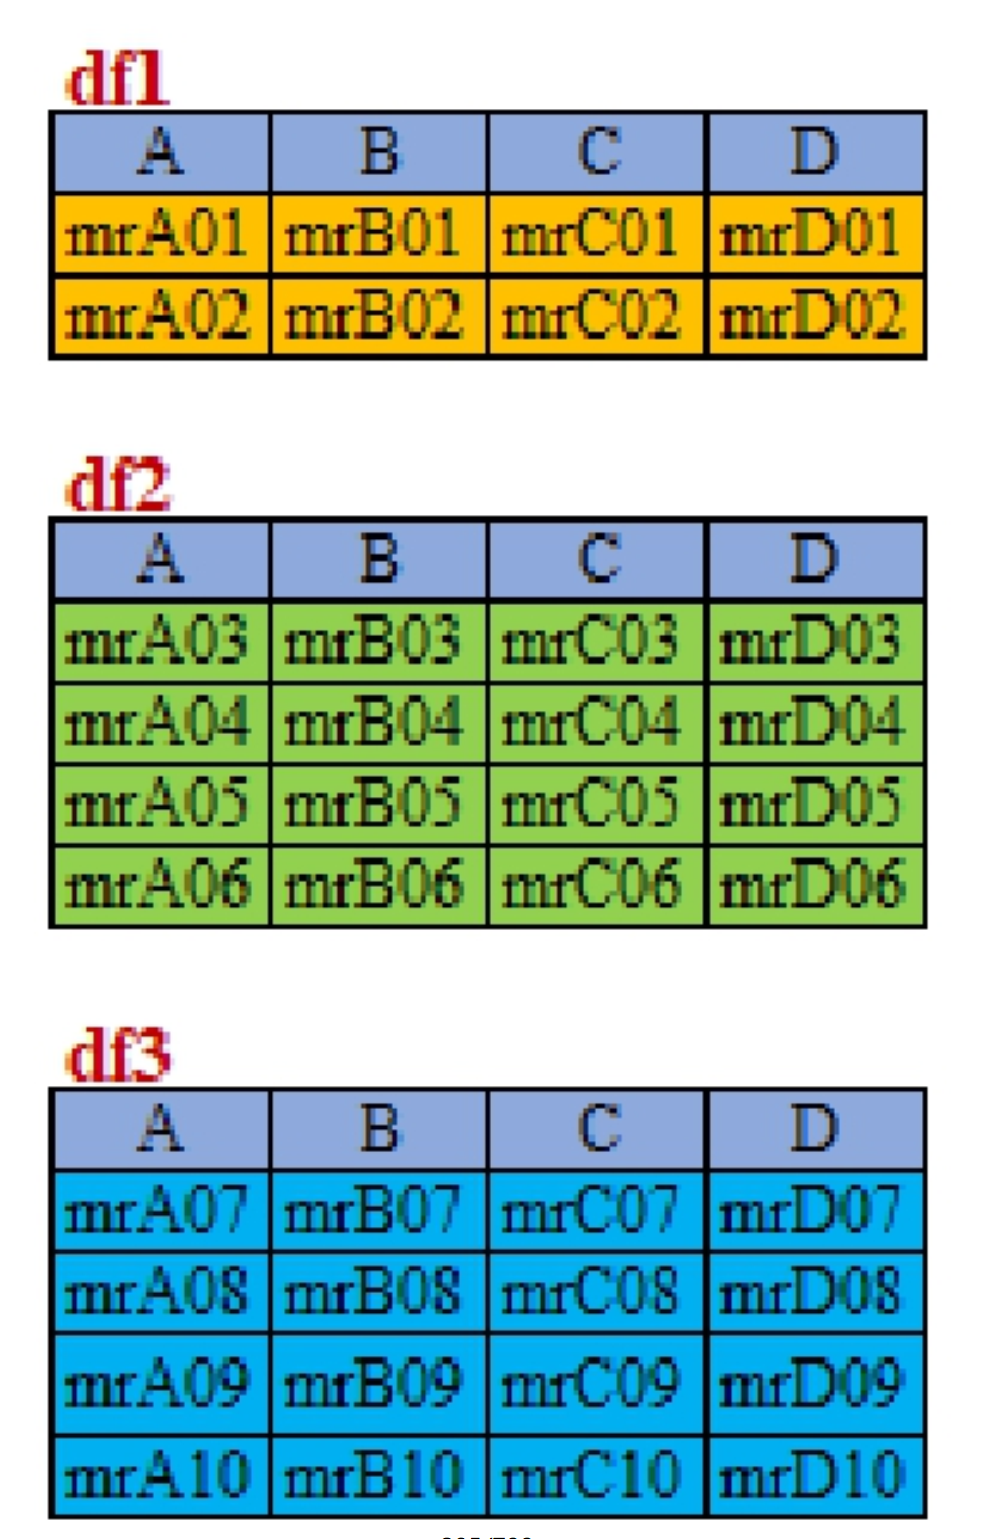 df1
A B C D
mrA01 mrB01 mrC01 mrD01
mrA02 mrB02 mrC02 mrD02
df2
A B C D
mrA03 mrB03 mrC03 mrD03
mrA04 mrB04 mrC04 mrD04
mrA05 mrB05 mrC05 mrD05
mrA06 mrB06 mrC06 mrD06
df3
A B C D
mrA07 mrB07 mrC07 mrD07
mrA08 mrB08 mrC08 mrD08
mrA09 mrB09 mrC09 mrD09
mrA10 mrB10 mrC10 mrD10